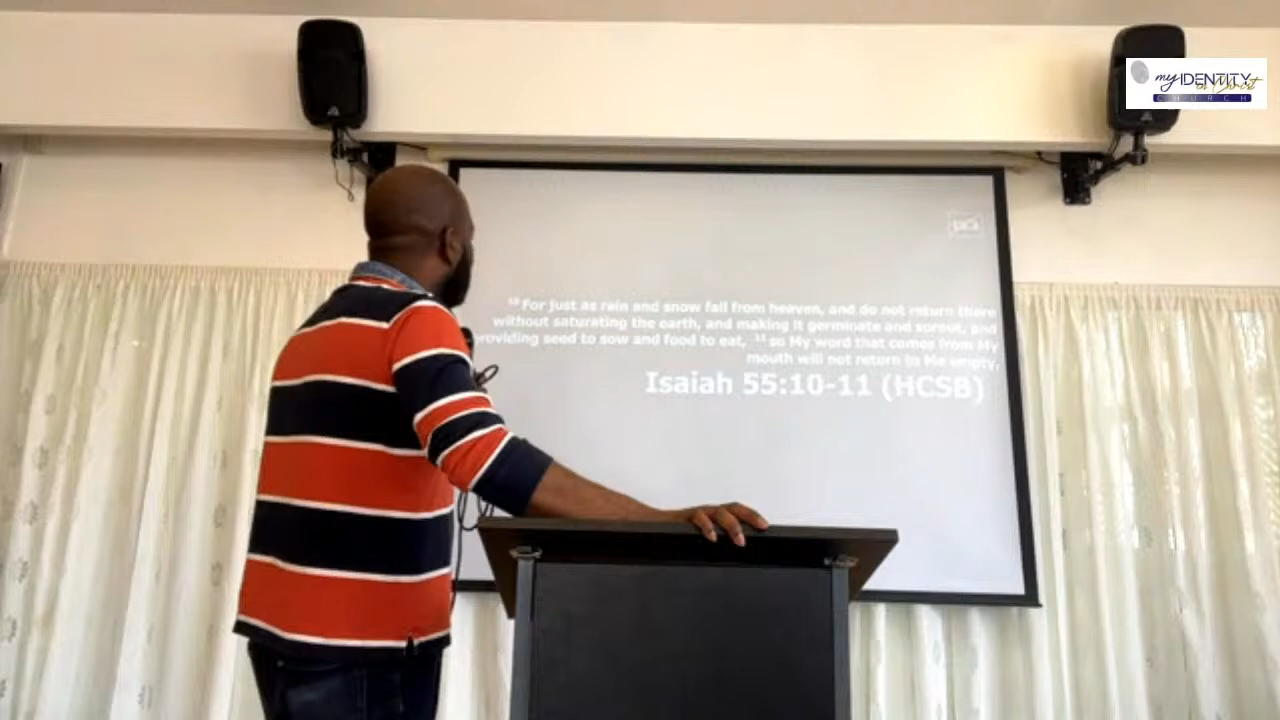 my IDENTITY
in Christ
CHURCH
10 For just as rain and snow fall from heaven, and do not return there
without saturating the earth, and making it germinate and sprout, and
providing seed to sow and food to eat, 11 so My word that comes from My
mouth will not return to Me empty,
Isaiah 55:10-11 (HCSB)